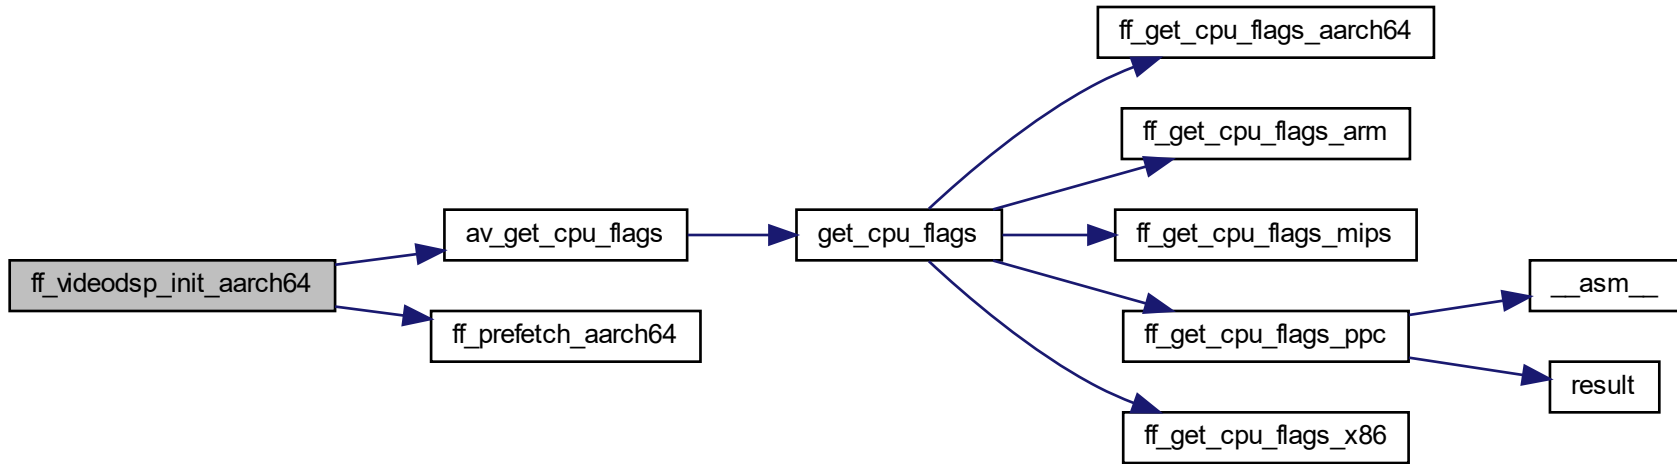 ff_videodsp_init_aarch64
av_get_cpu_flags
ff_prefetch_aarch64
get_cpu_flags
ff_get_cpu_flags_aarch64
ff_get_cpu_flags_arm
ff_get_cpu_flags_mips
ff_get_cpu_flags_ppc
ff_get_cpu_flags_x86
__asm__
result